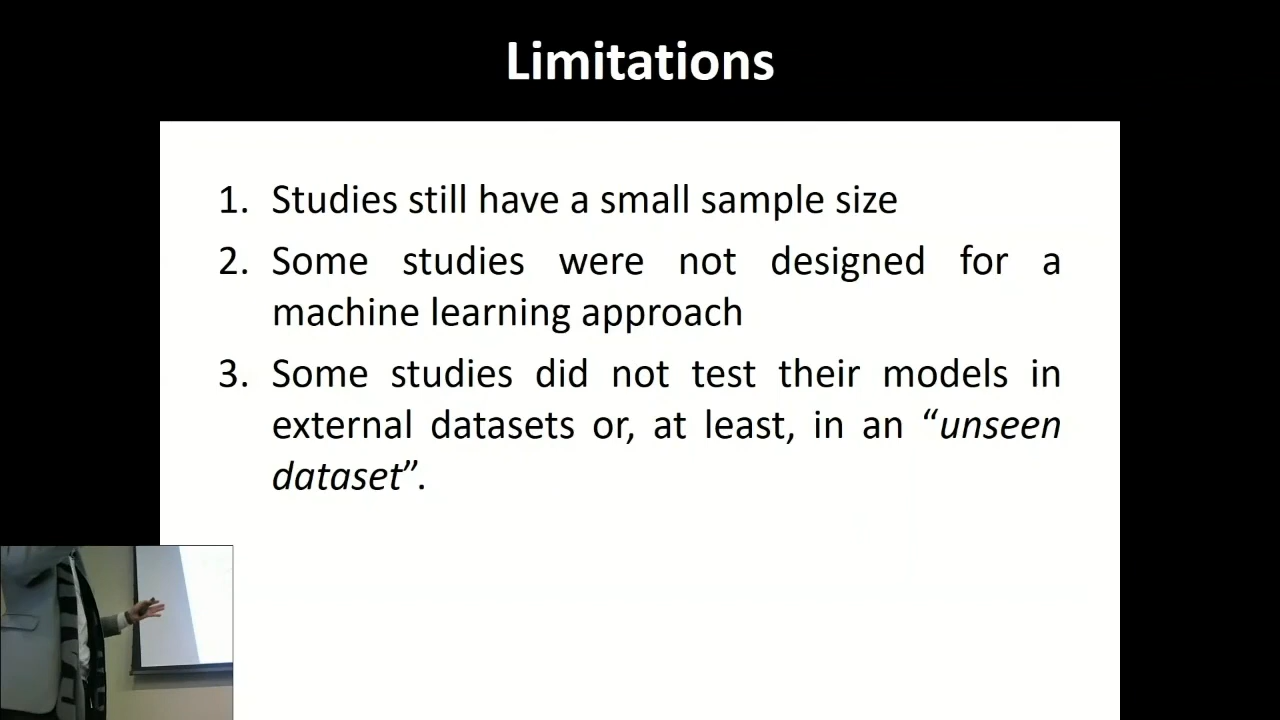 Limitations
1. Studies still have a small sample size
2. Some studies were not designed for a
machine learning approach
3. Some studies did not test their models in
external datasets or, at least, in an “unseen
dataset”.